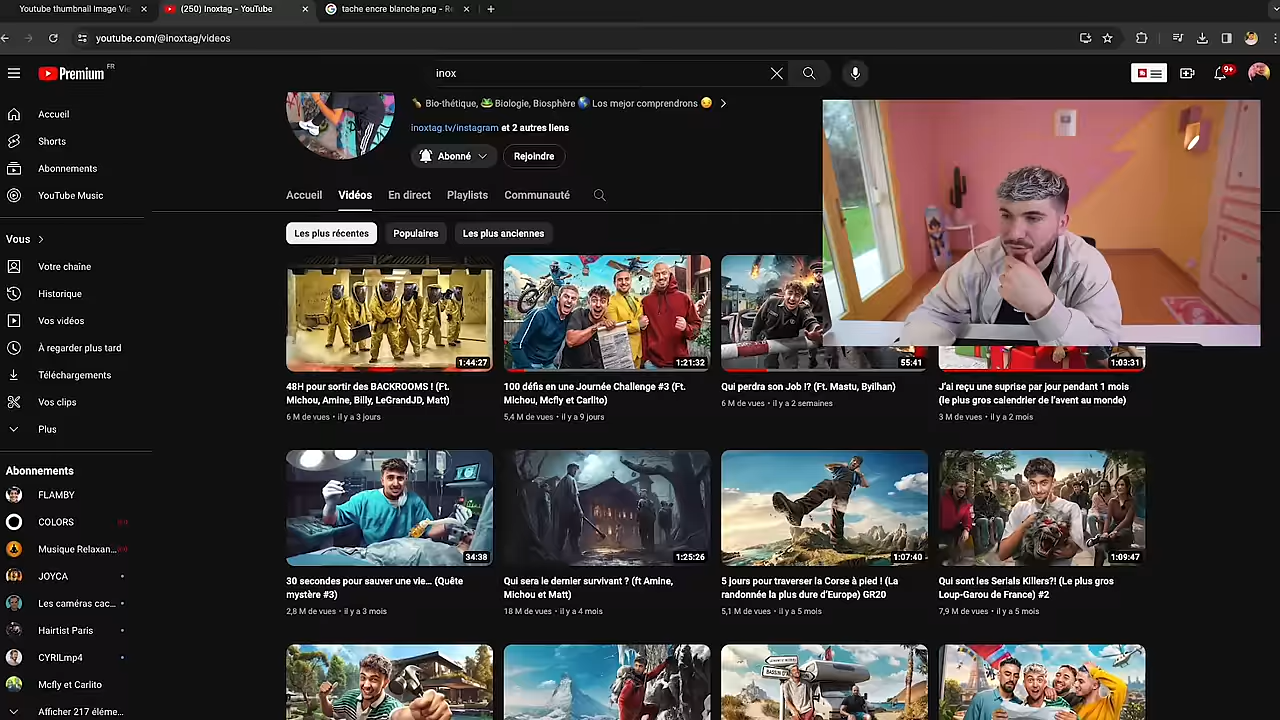 Youtube thumbnail Image Vie
(250) Inoxtag - YouTube
tache encre blanche png - Re
youtube.com/@Inoxtag/videos
Premium FR
inox
9+
Accueil
Shorts
Abonnements
YouTube Music
Vous
Votre chaîne
Historique
Vos vidéos
À regarder plus tard
Téléchargements
Vos clips
Plus
Abonnements
FLAMBY
COLORS
Musique Relaxan...
JOYCA
Les caméras cac...
Hairtist Paris
CYRILmp4
Mcfly et Carlito
Afficher 217 éléme...
Bio-thétique, Biologie, Biosphère Los mejor comprendrons
inoxtag.tv/instagram et 2 autres liens
Abonné
Rejoindre
Accueil Vidéos En direct Playlists Communauté
Les plus récentes Populaires Les plus anciennes
1:44:27
48H pour sortir des BACKROOMS ! (Ft.
Michou, Amine, Billy, LeGrandJD, Matt)
6 M de vues • il y a 3 jours
1:21:32
100 défis en une Journée Challenge #3 (Ft.
Michou, Mcfly et Carlito)
5,4 M de vues • il y a 9 jours
55:41
Qui perdra son Job !? (Ft. Mastu, Byilhan)
6 M de vues • il y a 2 semaines
1:03:31
J'ai reçu une suprise par jour pendant 1 mois
(le plus gros calendrier de l'avent au monde)
3 M de vues • il y a 2 mois
34:38
30 secondes pour sauver une vie... (Quête
mystère #3)
2,8 M de vues • il y a 3 mois
1:25:26
Qui sera le dernier survivant ? (ft Amine,
Michou et Matt)
18 M de vues • il y a 4 mois
1:07:40
5 jours pour traverser la Corse à pied ! (La
randonnée la plus dure d'Europe) GR20
5,1 M de vues • il y a 5 mois
1:09:47
Qui sont les Serials Killers?! (Le plus gros
Loup-Garou de France) #2
7,9 M de vues • il y a 5 mois